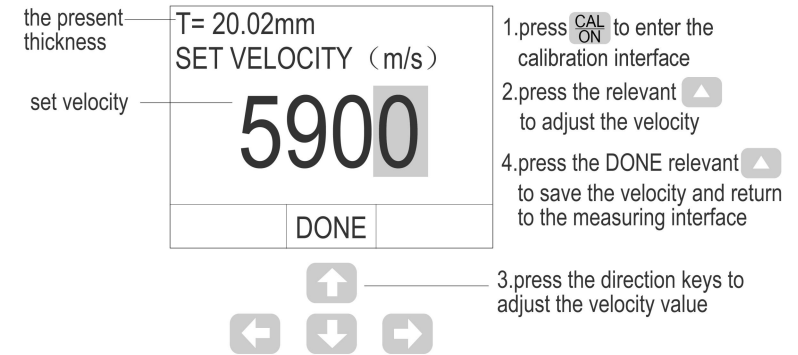 the present
thickness
T= 20.02mm
SET VELOCITY （m/s）
set velocity
5900
DONE
1.press CAL ON to enter the
calibration interface
2.press the relevant
to adjust the velocity
4.press the DONE relevant
to save the velocity and return
to the measuring interface
3.press the direction keys to
adjust the velocity value